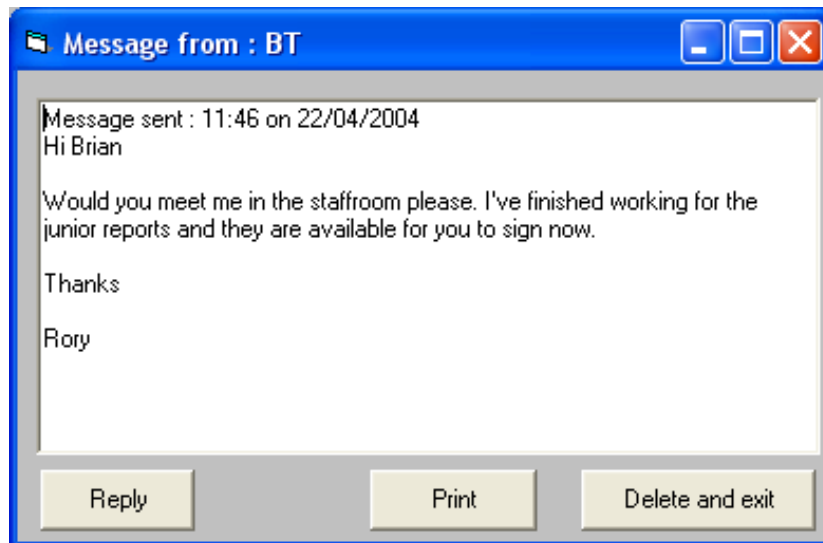 Message from : BT
Message sent : 11:46 on 22/04/2004
Hi Brian
Would you meet me in the staffroom please. I've finished working for the
junior reports and they are available for you to sign now.
Thanks
Rory
Reply Print Delete and exit